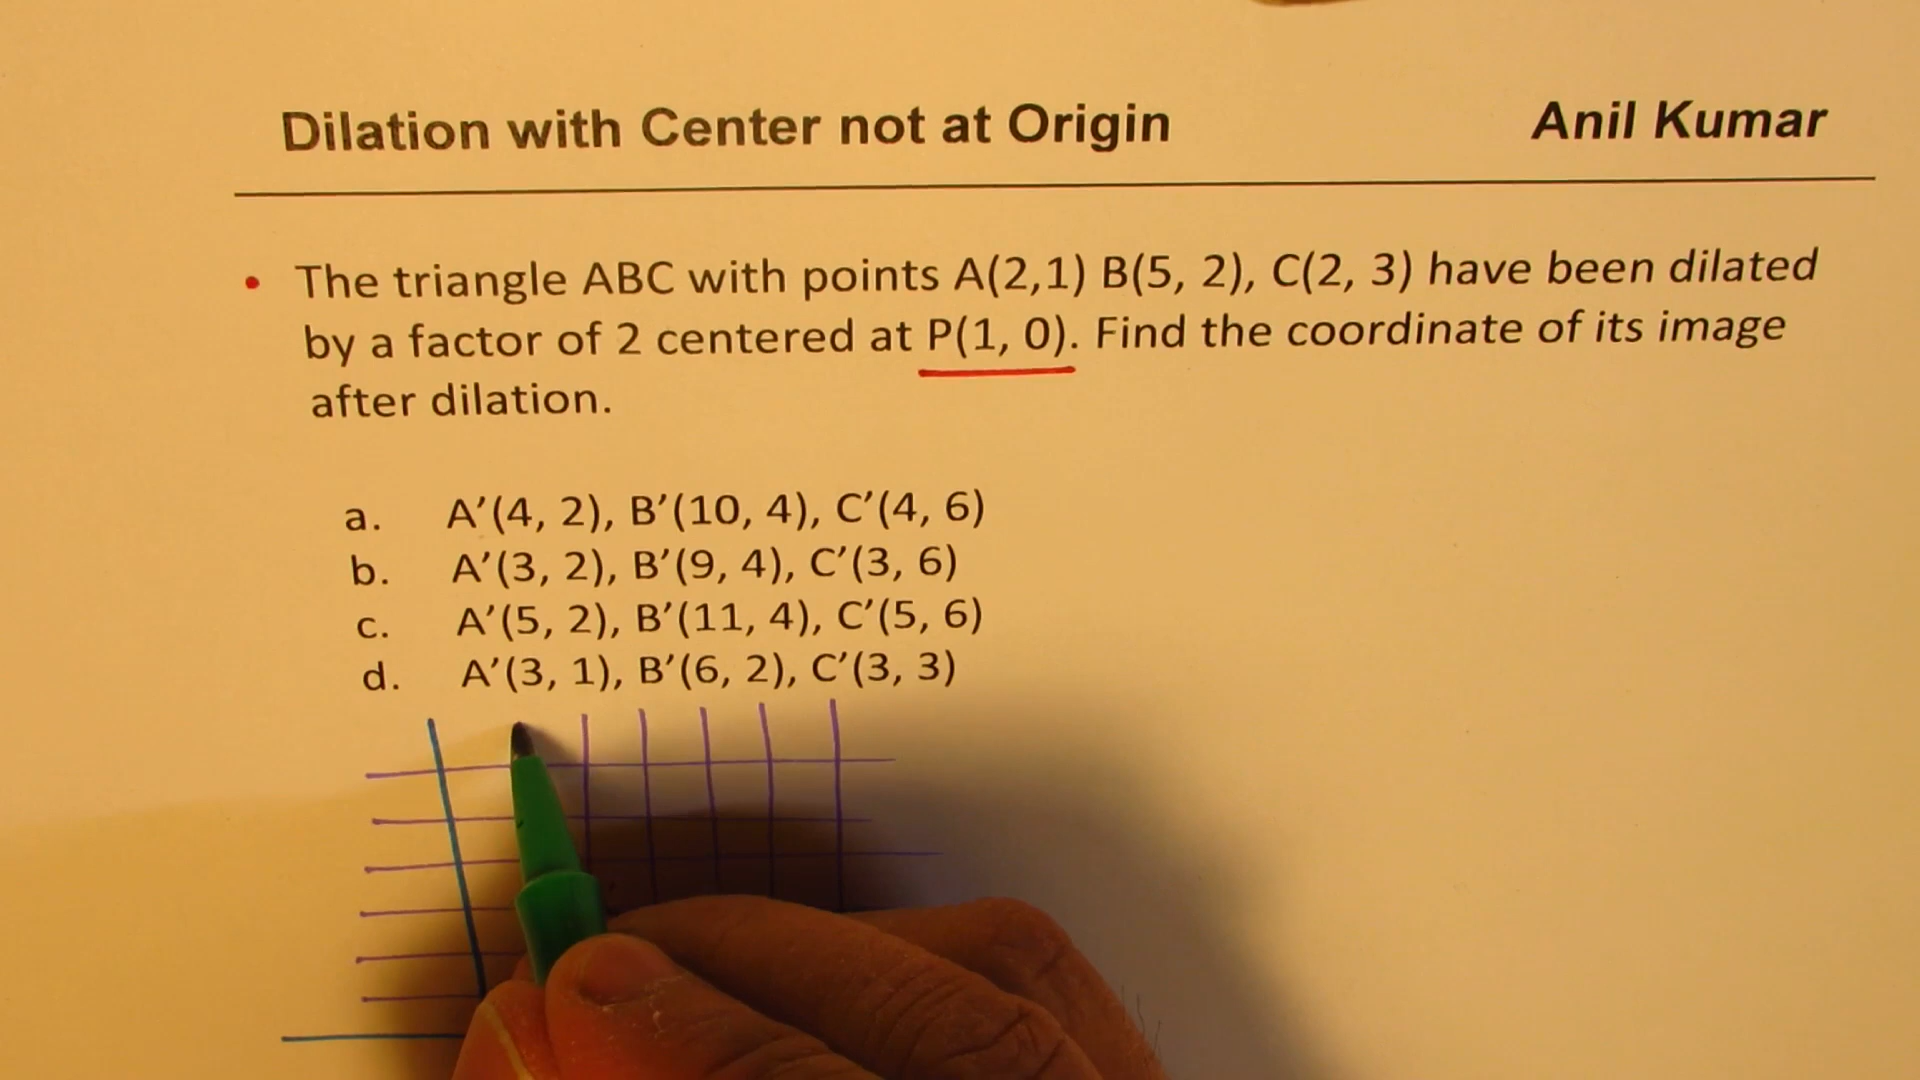 Dilation with Center not at Origin Anil Kumar
• The triangle ABC with points A(2,1) B(5, 2), C(2, 3) have been dilated
by a factor of 2 centered at P(1, 0). Find the coordinate of its image
after dilation.
a. A′(4, 2), B′(10, 4), C′(4, 6)
b. A′(3, 2), B′(9, 4), C′(3, 6)
c. A′(5, 2), B′(11, 4), C′(5, 6)
d. A′(3, 1), B′(6, 2), C′(3, 3)